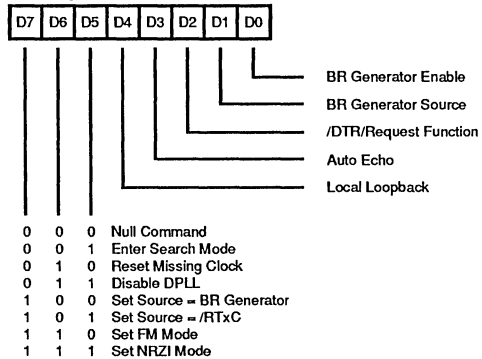 D7 D6 D5 D4 D3 D2 D1 D0
BR Generator Enable
BR Generator Source
/DTR/Request Function
Auto Echo
Local Loopback
0 0 0 Null Command
0 0 1 Enter Search Mode
0 1 0 Reset Missing Clock
0 1 1 Disable DPLL
1 0 0 Set Source = BR Generator
1 0 1 Set Source = /RTxC
1 1 0 Set FM Mode
1 1 1 Set NRZI Mode